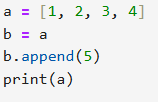 a = [1, 2, 3, 4]
b = a
b.append(5)
print(a)